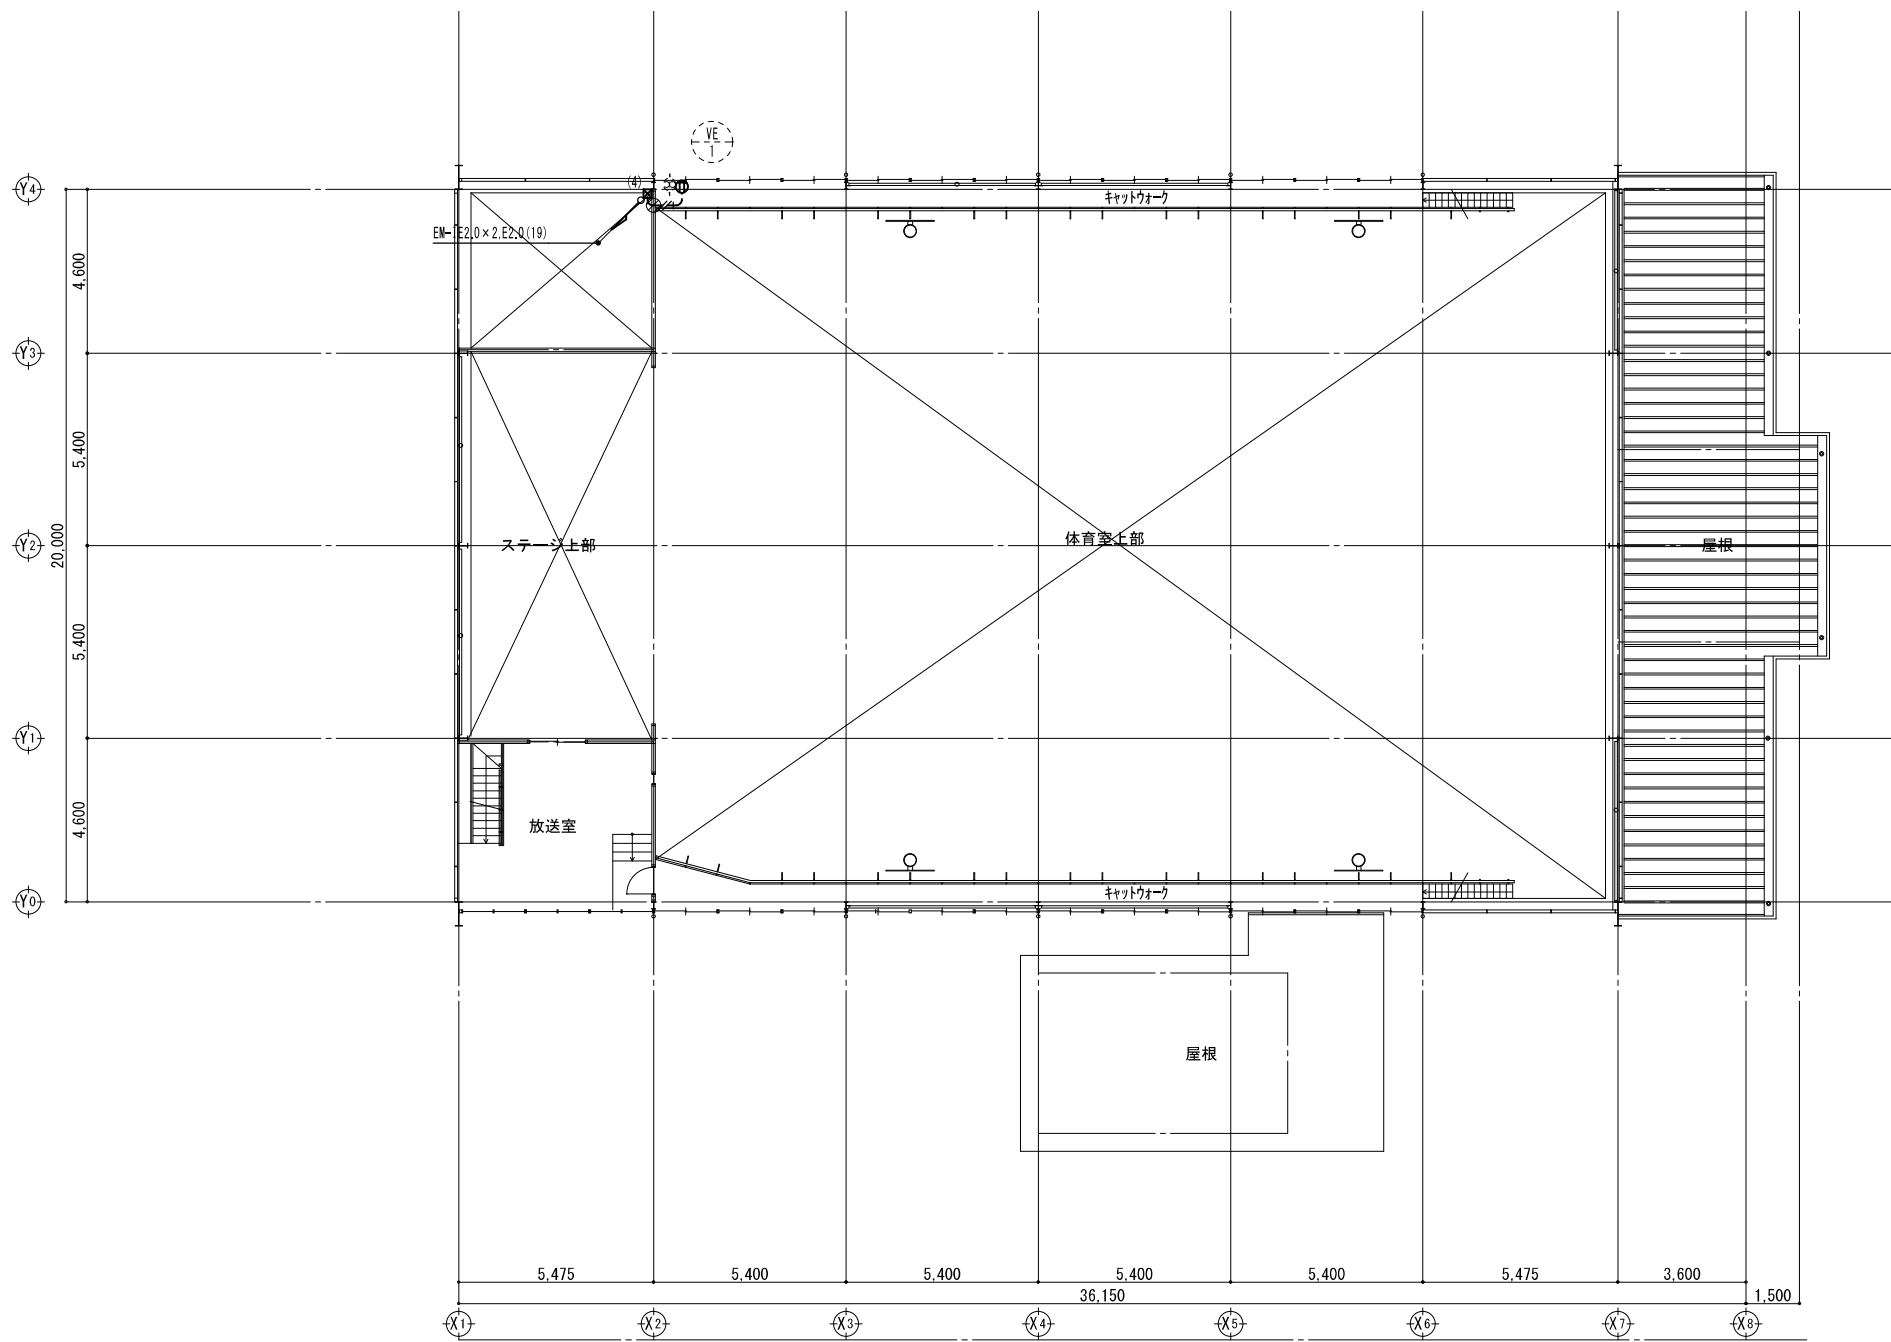 VE
1
Y4
(4)
キャットウォーク
EM-IE2.0×2,E2.0(19)
4,600
Y3
5,400
20,000
Y2
ステージ上部
体育室上部
屋根
5,400
Y1
4,600
放送室
キャットウォーク
Y0
屋根
5,475
5,400
5,400
5,400
5,400
5,475
3,600
36,150
1,500
X1
X2
X3
X4
X5
X6
X7
X8